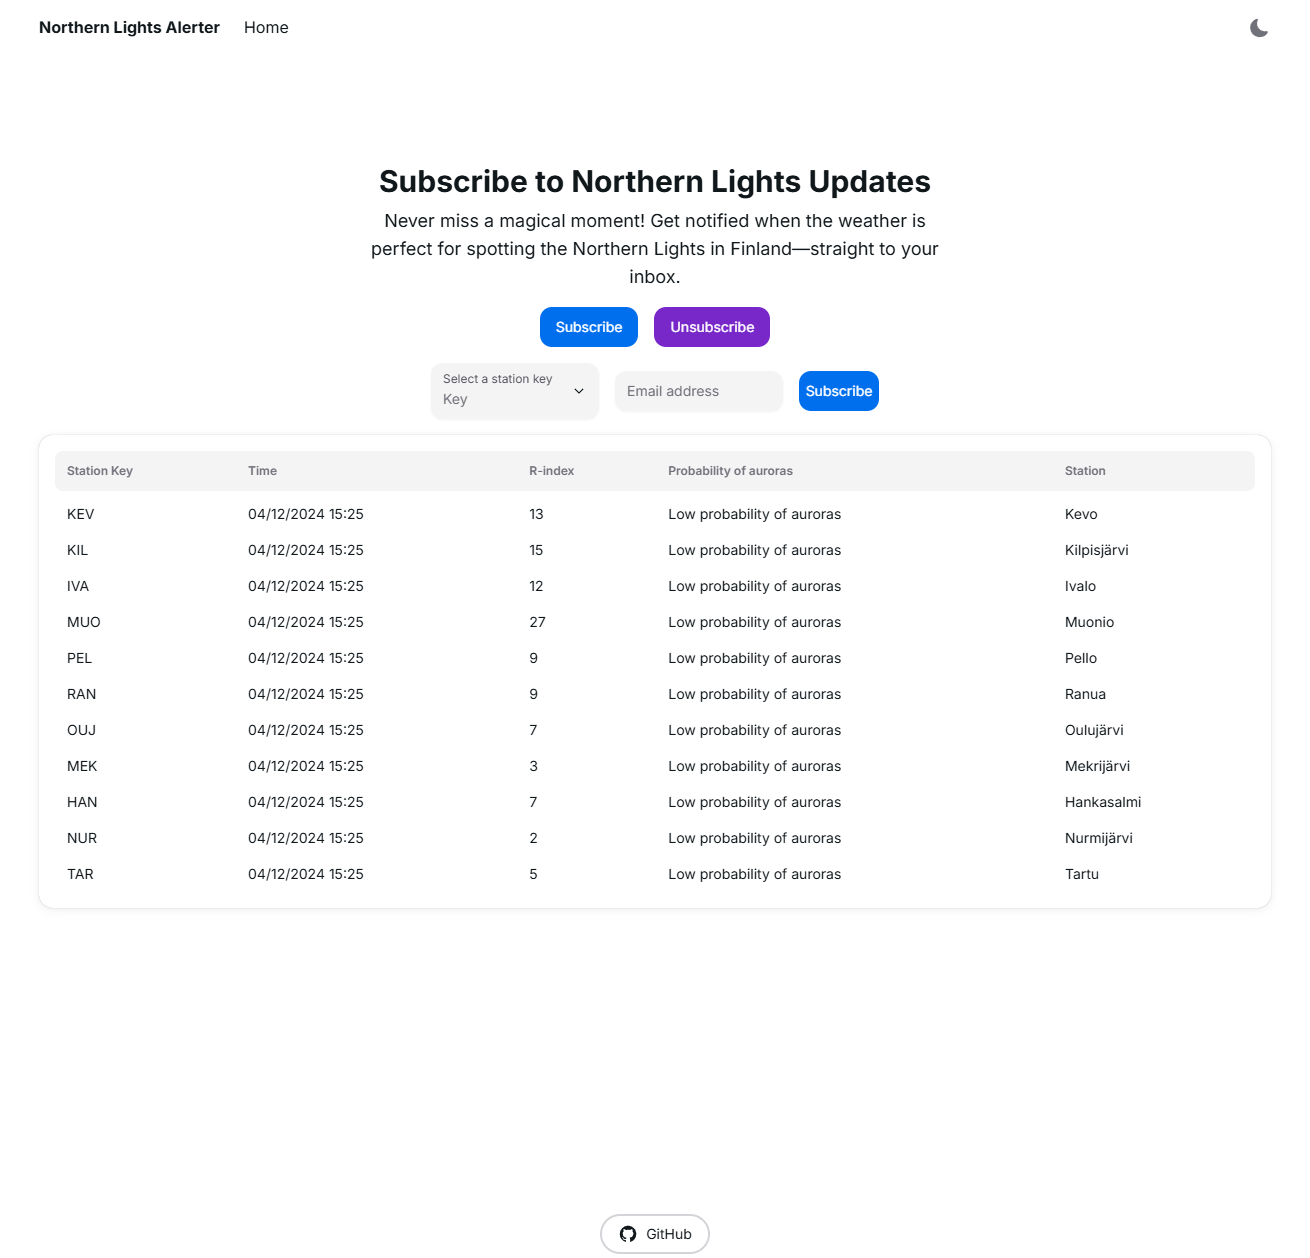 Northern Lights Alerter Home
Subscribe to Northern Lights Updates
Never miss a magical moment! Get notified when the weather is
perfect for spotting the Northern Lights in Finland—straight to your
inbox.
Subscribe Unsubscribe
Select a station key
Key
Email address
Subscribe
Station Key Time R-index Probability of auroras Station
KEV 04/12/2024 15:25 13 Low probability of auroras Kevo
KIL 04/12/2024 15:25 15 Low probability of auroras Kilpisjärvi
IVA 04/12/2024 15:25 12 Low probability of auroras Ivalo
MUO 04/12/2024 15:25 27 Low probability of auroras Muonio
PEL 04/12/2024 15:25 9 Low probability of auroras Pello
RAN 04/12/2024 15:25 9 Low probability of auroras Ranua
OUJ 04/12/2024 15:25 7 Low probability of auroras Oulujärvi
MEK 04/12/2024 15:25 3 Low probability of auroras Mekrijärvi
HAN 04/12/2024 15:25 7 Low probability of auroras Hankasalmi
NUR 04/12/2024 15:25 2 Low probability of auroras Nurmijärvi
TAR 04/12/2024 15:25 5 Low probability of auroras Tartu
GitHub